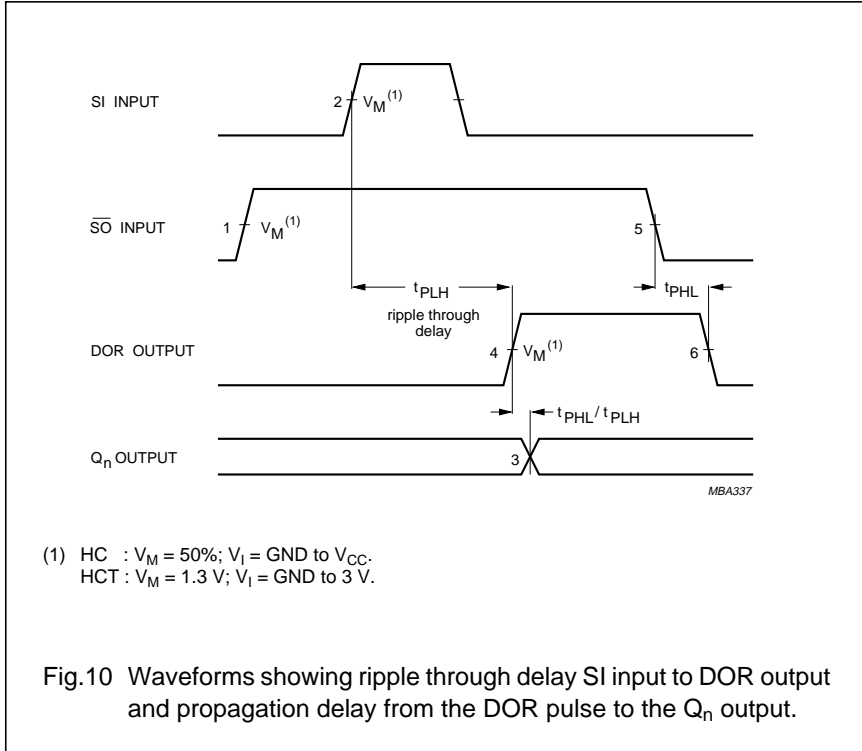 SI INPUT
2 V_M^(1)
S̅O̅ INPUT
1 V_M^(1)
5
t_PLH
t_PHL
ripple through
delay
DOR OUTPUT
4 V_M^(1)
6
t_PHL/t_PLH
Q_n OUTPUT
3
MBA337
(1) HC : V_M = 50%; V_I = GND to V_CC.
HCT : V_M = 1.3 V; V_I = GND to 3 V.
Fig.10 Waveforms showing ripple through delay SI input to DOR output
and propagation delay from the DOR pulse to the Q_n output.